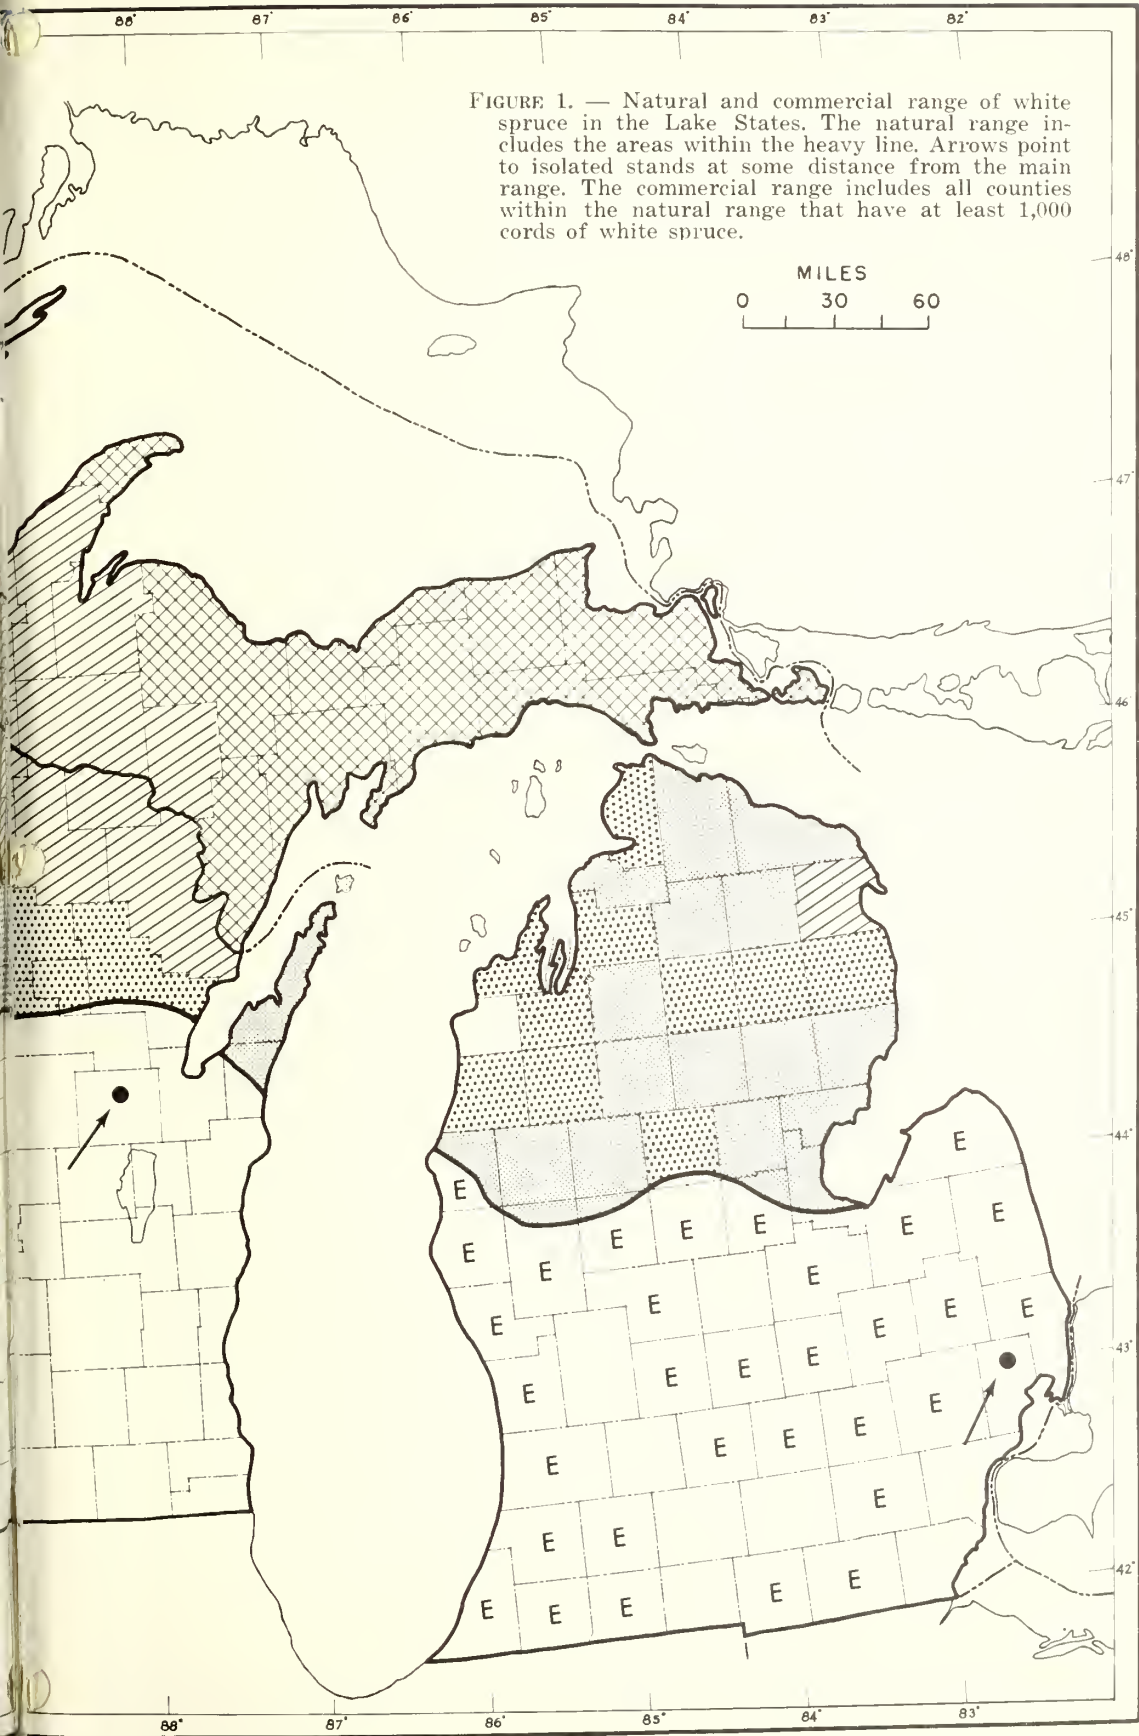 88° 87° 86° 85° 84° 83° 82°
FIGURE 1. — Natural and commercial range of white
spruce in the Lake States. The natural range in-
cludes the areas within the heavy line. Arrows point
to isolated stands at some distance from the main
range. The commercial range includes all counties
within the natural range that have at least 1,000
cords of white spruce.
48°
MILES
0 30 60
47°
46°
45°
44°
E
E
E
E E E E E
E
E E
E
E E E
E
E
E E E
E
E
E E E
E
E
E E
E E
E E E
43°
42°
88° 87° 86° 85° 84° 83°